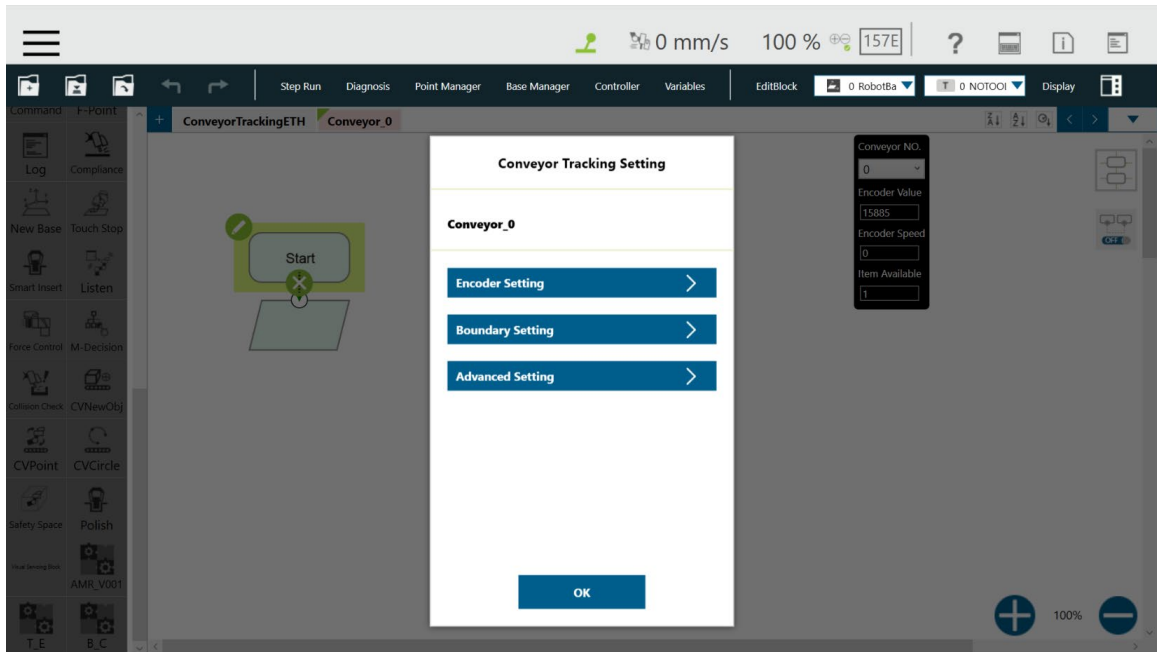 0 mm/s 100 % 157E ?
Step Run Diagnosis Point Manager Base Manager Controller Variables EditBlock 0 RobotBa T 0 NOTOOl Display
Command F-Point
+ ConveyorTrackingETH Conveyor_0
Log Compliance
New Base Touch Stop
Smart Insert Listen
Force Control M-Decision
Collision Check CVNewObj
CVPoint CVCircle
Safety Space Polish
AMR_V001
T_E B_C
Start
Conveyor Tracking Setting
Conveyor_0
Encoder Setting
Boundary Setting
Advanced Setting
OK
Conveyor NO.
0
Encoder Value
15885
Encoder Speed
0
Item Available
1
OFF
100%